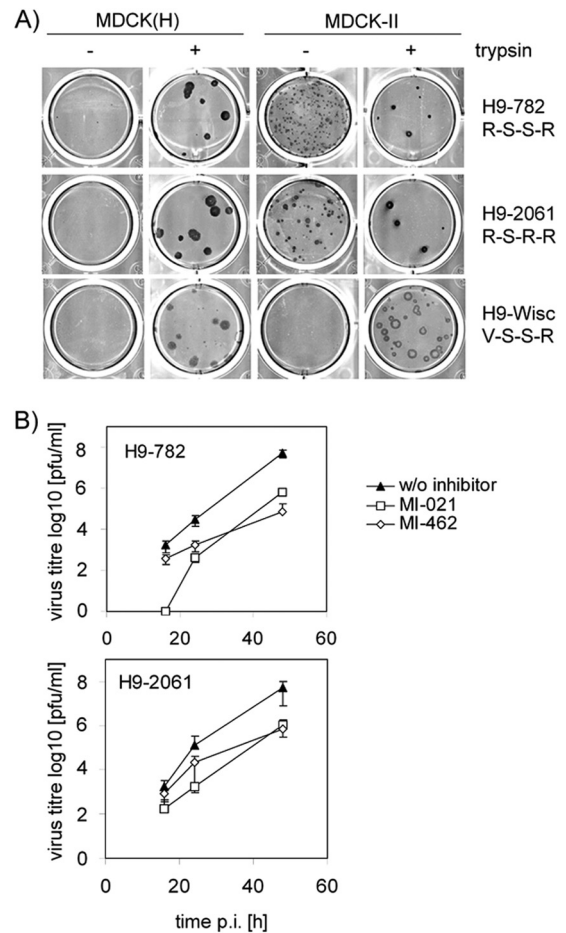 A)
MDCK(H) MDCK-II
- + - + trypsin
H9-782
R-S-S-R
H9-2061
R-S-R-R
H9-Wisc
V-S-S-R
B)
H9-782
virus titre log10 [pfu/ml]
8
6
4
2
0
0 20 40 60
w/o inhibitor
MI-021
MI-462
H9-2061
virus titre log10 [pfu/ml]
8
6
4
2
0
0 20 40 60
time p.i. [h]